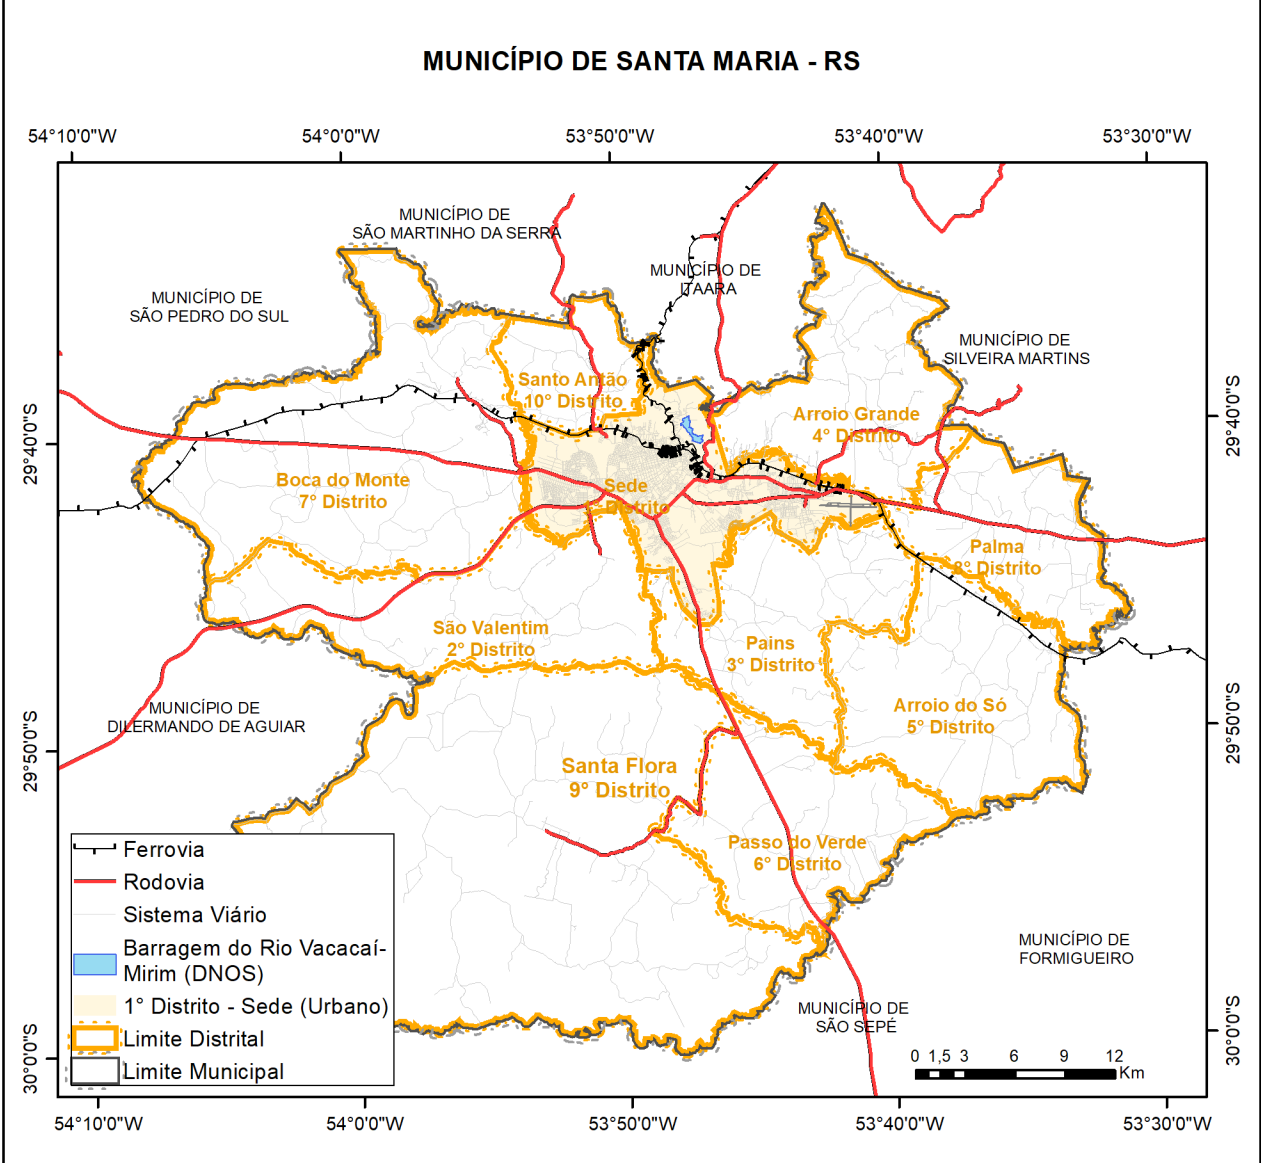 MUNICÍPIO DE SANTA MARIA - RS
54°10'0"W 54°0'0"W 53°50'0"W 53°40'0"W 53°30'0"W
MUNICÍPIO DE
SÃO MARTINHO DA SERRA
MUNICÍPIO DE
ITAARA
MUNICÍPIO DE
SÃO PEDRO DO SUL
MUNICÍPIO DE
SILVEIRA MARTINS
29°40'0"S
29°40'0"S
Santo Antão
10° Distrito
Arroio Grande
4° Distrito
Boca do Monte
7° Distrito
Sede
Distrito
Palma
8° Distrito
São Valentim
2° Distrito
Pains
3° Distrito
Arroio do Só
5° Distrito
MUNICÍPIO DE
DILERMANDO DE AGUIAR
29°50'0"S
29°50'0"S
Santa Flora
9° Distrito
Passo do Verde
6° Distrito
MUNICÍPIO DE
FORMIGUEIRO
MUNICÍPIO DE
SÃO SEPÉ
Ferrovia
Rodovia
Sistema Viário
Barragem do Rio Vacacaí-
Mirim (DNOS)
1° Distrito - Sede (Urbano)
Limite Distrital
Limite Municipal
30°0'0"S
30°0'0"S
0 1,5 3 6 9 12
Km
54°10'0"W 54°0'0"W 53°50'0"W 53°40'0"W 53°30'0"W